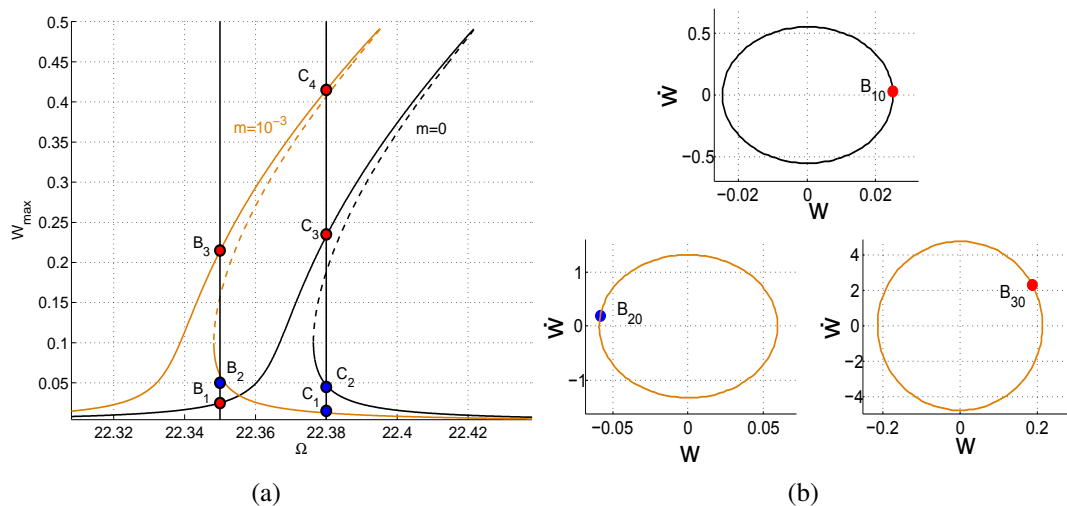 0.5
0.45
0.4
0.35
0.3
0.25
0.2
0.15
0.1
0.05
W_max
22.32 22.34 22.36 22.38 22.4 22.42
Ω
m=10^-3
m=0
C_4
C_3
B_3
B_2
B_1
C_2
C_1
(a)
0.5
0
−0.5
Ẇ
B_10
−0.02 0 0.02
W
1
0
−1
Ẇ
B_20
−0.05 0 0.05
W
4
2
0
−2
−4
Ẇ
B_30
−0.2 0 0.2
W
(b)